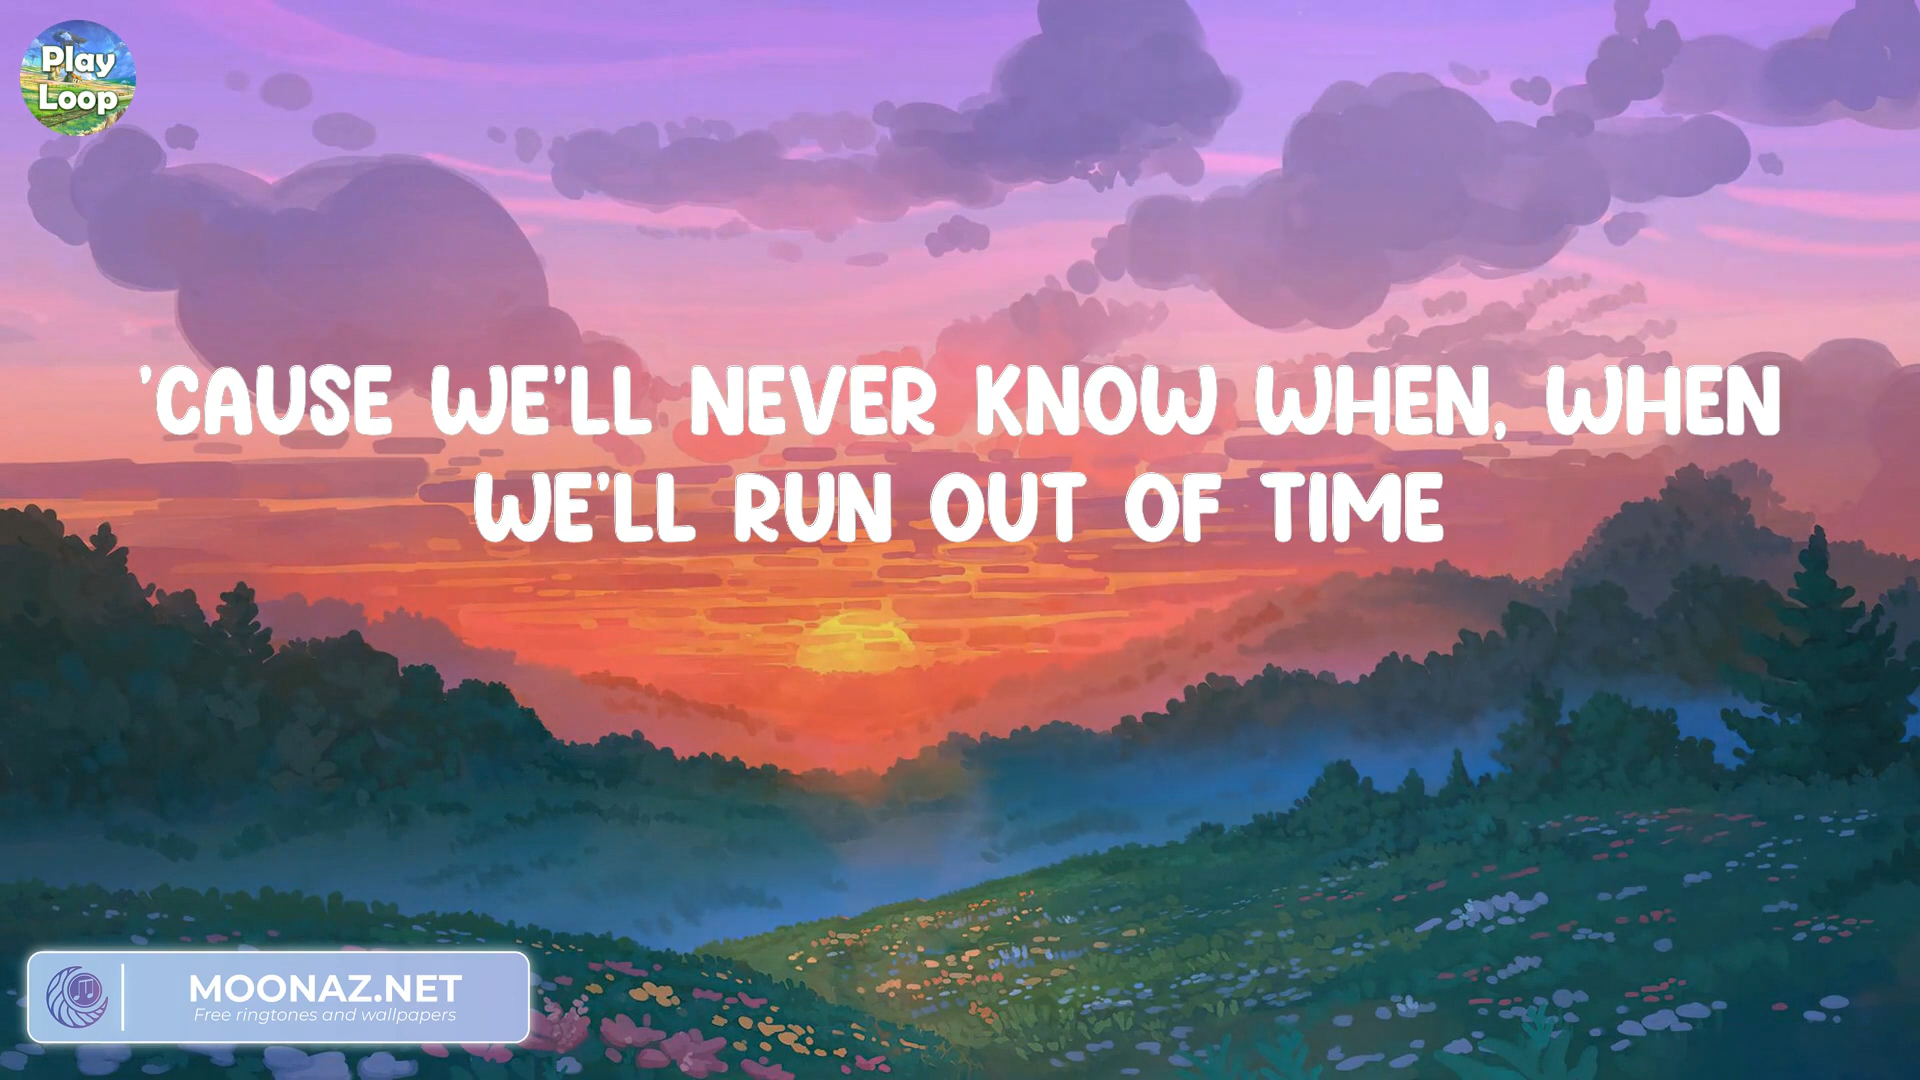 Play
Loop
'CAUSE WE'LL NEVER KNOW WHEN, WHEN
WE'LL RUN OUT OF TIME
MOONAZ.NET
Free ringtones and wallpapers